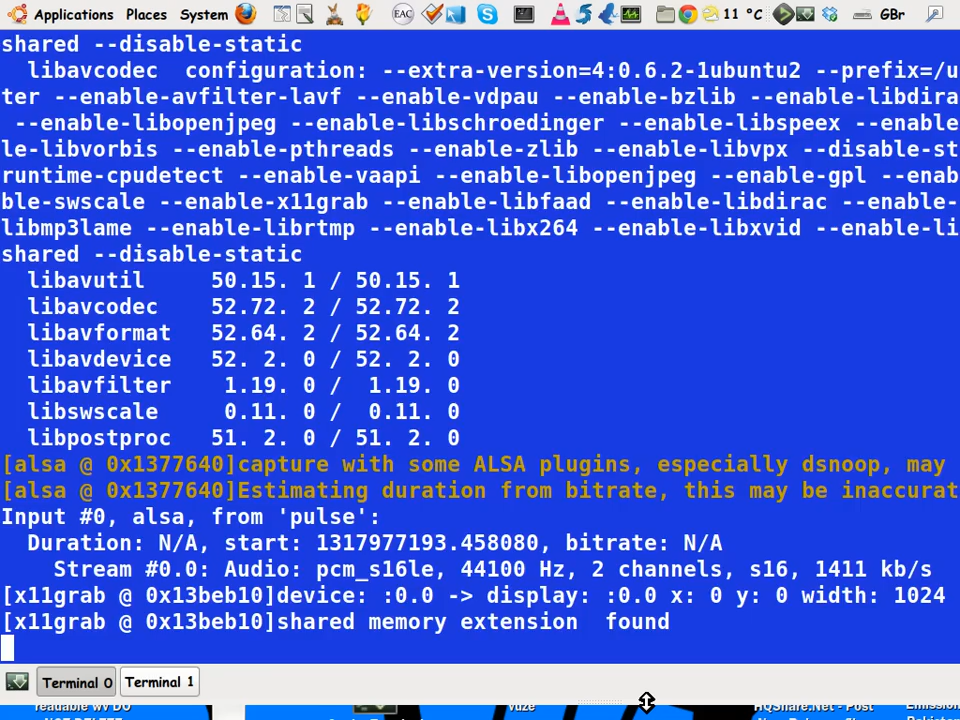 Applications Places System EAC 11 °C GBr
shared --disable-static
libavcodec configuration: --extra-version=4:0.6.2-1ubuntu2 --prefix=/u
ter --enable-avfilter-lavf --enable-vdpau --enable-bzlib --enable-libdira
--enable-libopenjpeg --enable-libschroedinger --enable-libspeex --enable
le-libvorbis --enable-pthreads --enable-zlib --enable-libvpx --disable-st
runtime-cpudetect --enable-vaapi --enable-libopenjpeg --enable-gpl --enab
ble-swscale --enable-x11grab --enable-libfaad --enable-libdirac --enable-
libmp3lame --enable-librtmp --enable-libx264 --enable-libxvid --enable-li
shared --disable-static
libavutil 50.15. 1 / 50.15. 1
libavcodec 52.72. 2 / 52.72. 2
libavformat 52.64. 2 / 52.64. 2
libavdevice 52. 2. 0 / 52. 2. 0
libavfilter 1.19. 0 / 1.19. 0
libswscale 0.11. 0 / 0.11. 0
libpostproc 51. 2. 0 / 51. 2. 0
[alsa @ 0x1377640]capture with some ALSA plugins, especially dsnoop, may
[alsa @ 0x1377640]Estimating duration from bitrate, this may be inaccurat
Input #0, alsa, from 'pulse':
Duration: N/A, start: 1317977193.458080, bitrate: N/A
Stream #0.0: Audio: pcm_s16le, 44100 Hz, 2 channels, s16, 1411 kb/s
[x11grab @ 0x13beb10]device: :0.0 -> display: :0.0 x: 0 y: 0 width: 1024
[x11grab @ 0x13beb10]shared memory extension found
Terminal 0 Terminal 1
readable wv DO vuze HQShare.Net - Post